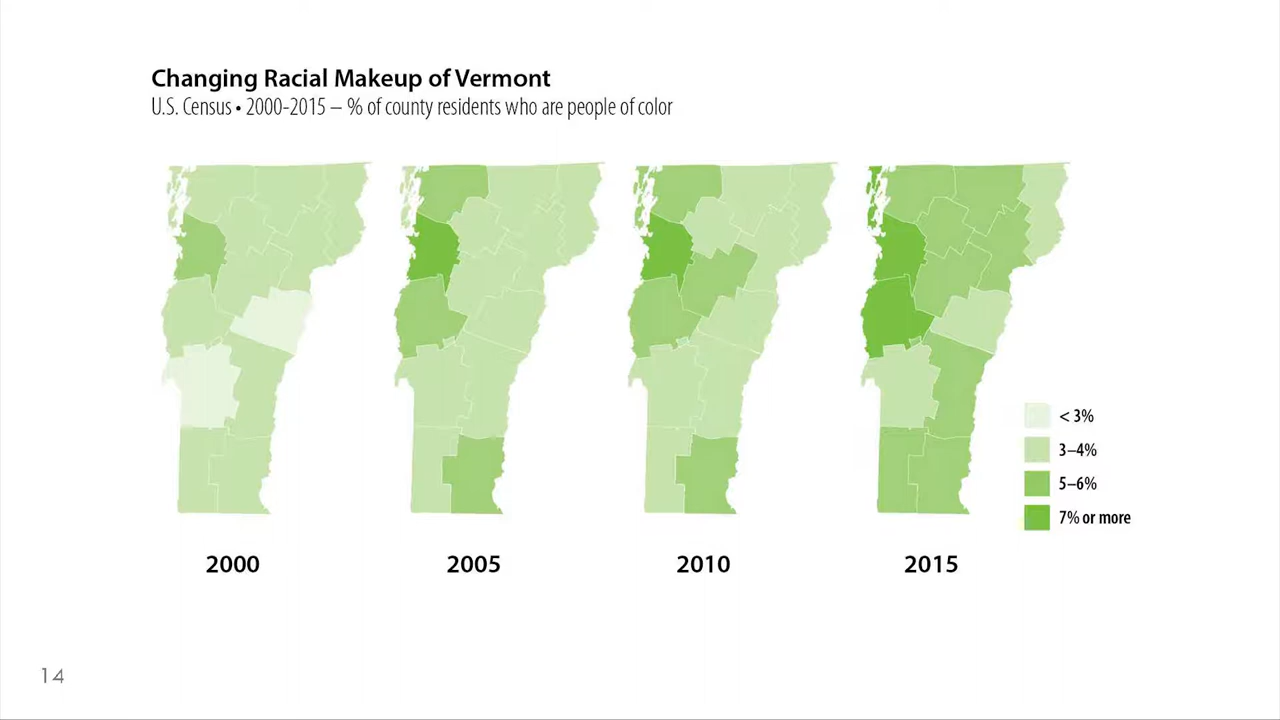 Changing Racial Makeup of Vermont
U.S. Census • 2000-2015 – % of county residents who are people of color
< 3%
3–4%
5–6%
7% or more
2000
2005
2010
2015
14